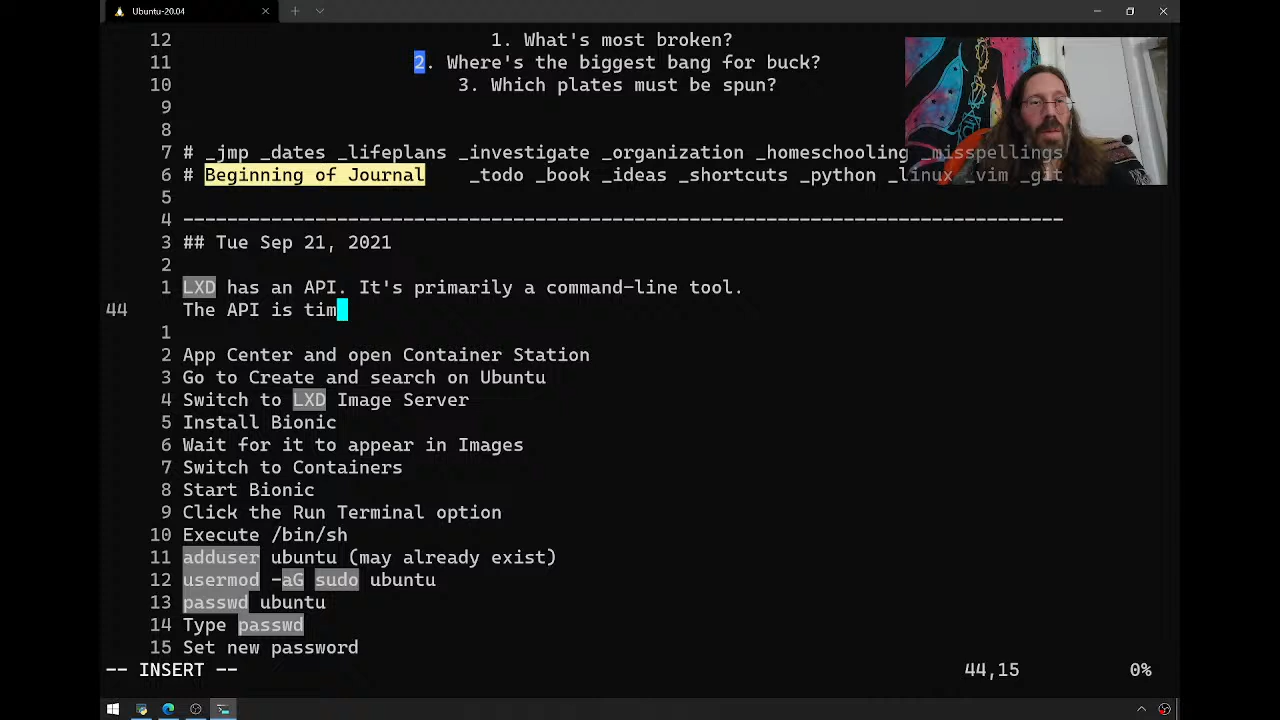 Ubuntu-20.04
12 1. What's most broken?
11 2. Where's the biggest bang for buck?
10 3. Which plates must be spun?
9
8
7 # _jmp _dates _lifeplans _investigate _organization _homeschooling _misspellings
6 # Beginning of Journal _todo _book _ideas _shortcuts _python _linux _vim _git
5
4 --------------------------------------------------------------------------------
3 ## Tue Sep 21, 2021
2
1 LXD has an API. It's primarily a command-line tool.
44 The API is tim
1
2 App Center and open Container Station
3 Go to Create and search on Ubuntu
4 Switch to LXD Image Server
5 Install Bionic
6 Wait for it to appear in Images
7 Switch to Containers
8 Start Bionic
9 Click the Run Terminal option
10 Execute /bin/sh
11 adduser ubuntu (may already exist)
12 usermod -aG sudo ubuntu
13 passwd ubuntu
14 Type passwd
15 Set new password
-- INSERT -- 44,15 0%